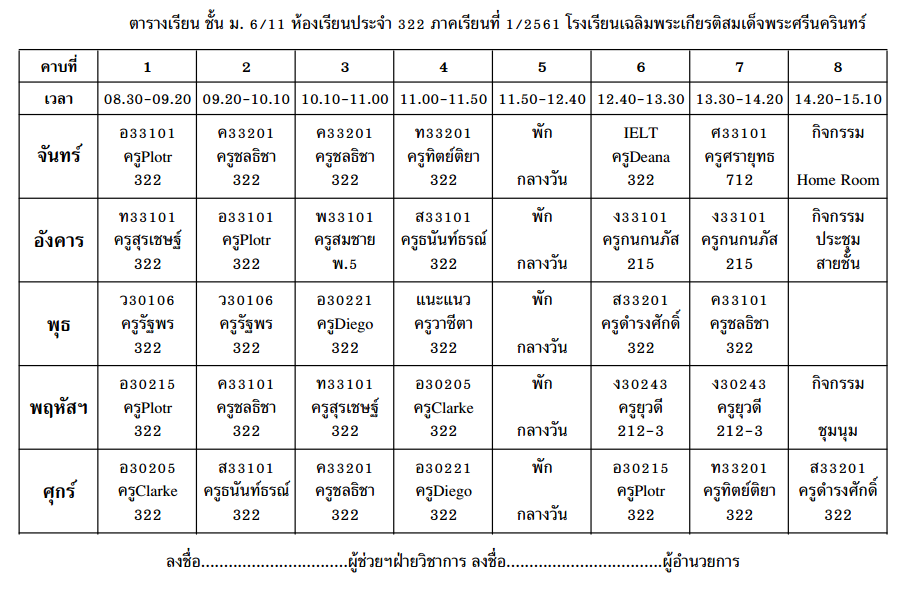 ตารางเรียน ชั้น ม. 6/11 ห้องเรียนประจำ 322 ภาคเรียนที่ 1/2561 โรงเรียนเฉลิมพระเกียรติสมเด็จพระศรีนครินทร์
คาบที่ 1 2 3 4 5 6 7 8
เวลา 08.30-09.20 09.20-10.10 10.10-11.00 11.00-11.50 11.50-12.40 12.40-13.30 13.30-14.20 14.20-15.10
อ33101 ค33201 ค33201 ท33201 พัก IELT ศ33101 กิจกรรม
จันทร์ ครูPlotr ครูชลธิชา ครูชลธิชา ครูทิตย์ติยา ครูDeana ครูศรายุทธ
322 322 322 322 กลางวัน 322 712 Home Room
ท33101 อ33101 พ33101 ส33101 พัก ง33101 ง33101 กิจกรรม
อังคาร ครูสุรเชษฐ์ ครูPlotr ครูสมชาย ครูธนันท์ธรณ์ ครูกนกนภัส ครูกนกนภัส ประชุม
322 322 พ.5 322 กลางวัน 215 215 สายชั้น
ว30106 ว30106 อ30221 แนะแนว พัก ส33201 ค33101
พุธ ครูรัฐพร ครูรัฐพร ครูDiego ครูวาชีตา ครูดำรงศักดิ์ ครูชลธิชา
322 322 322 322 กลางวัน 322 322
อ30215 ค33101 ท33101 อ30205 พัก ง30243 ง30243 กิจกรรม
พฤหัสฯ ครูPlotr ครูชลธิชา ครูสุรเชษฐ์ ครูClarke ครูยุวดี ครูยุวดี
322 322 322 322 กลางวัน 212-3 212-3 ชุมนุม
อ30205 ส33101 ค33201 อ30221 พัก อ30215 ท33201 ส33201
ศุกร์ ครูClarke ครูธนันท์ธรณ์ ครูชลธิชา ครูDiego ครูPlotr ครูทิตย์ติยา ครูดำรงศักดิ์
322 322 322 322 กลางวัน 322 322 322
ลงชื่อ................................ผู้ช่วยฯฝ่ายวิชาการ ลงชื่อ..................................ผู้อำนวยการ